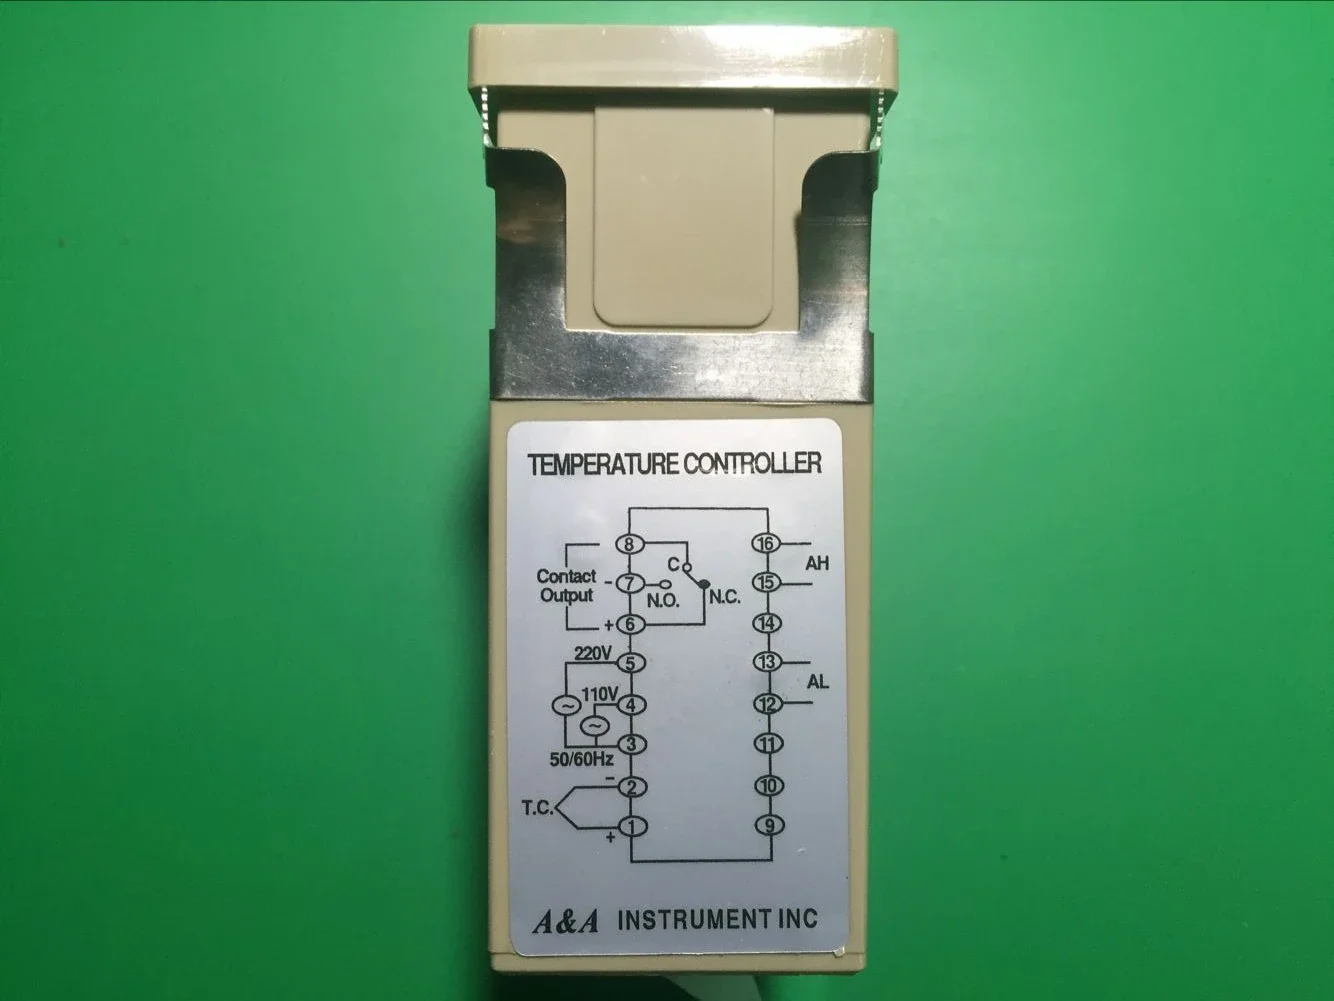 TEMPERATURE CONTROLLER
8 16
C AH
Contact - 7 15
Output N.O. N.C.
+ 6 14
220V 5 13
110V AL
~ ~ 4 12
3 11
50/60Hz
- 2 10
T.C.
+ 1 9
A&A INSTRUMENT INC